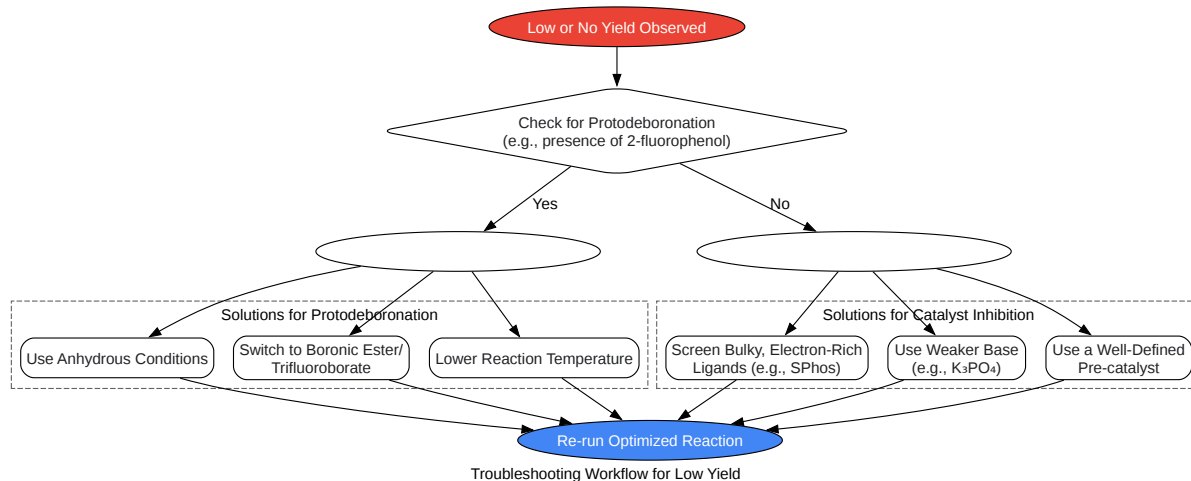 Low or No Yield Observed
Check for Protodeboronation
(e.g., presence of 2-fluorophenol)
Yes
No
Solutions for Protodeboronation
Solutions for Catalyst Inhibition
Use Anhydrous Conditions
Switch to Boronic Ester/
Trifluoroborate
Lower Reaction Temperature
Screen Bulky, Electron-Rich
Ligands (e.g., SPhos)
Use Weaker Base
(e.g., K₃PO₄)
Use a Well-Defined
Pre-catalyst
Re-run Optimized Reaction
Troubleshooting Workflow for Low Yield